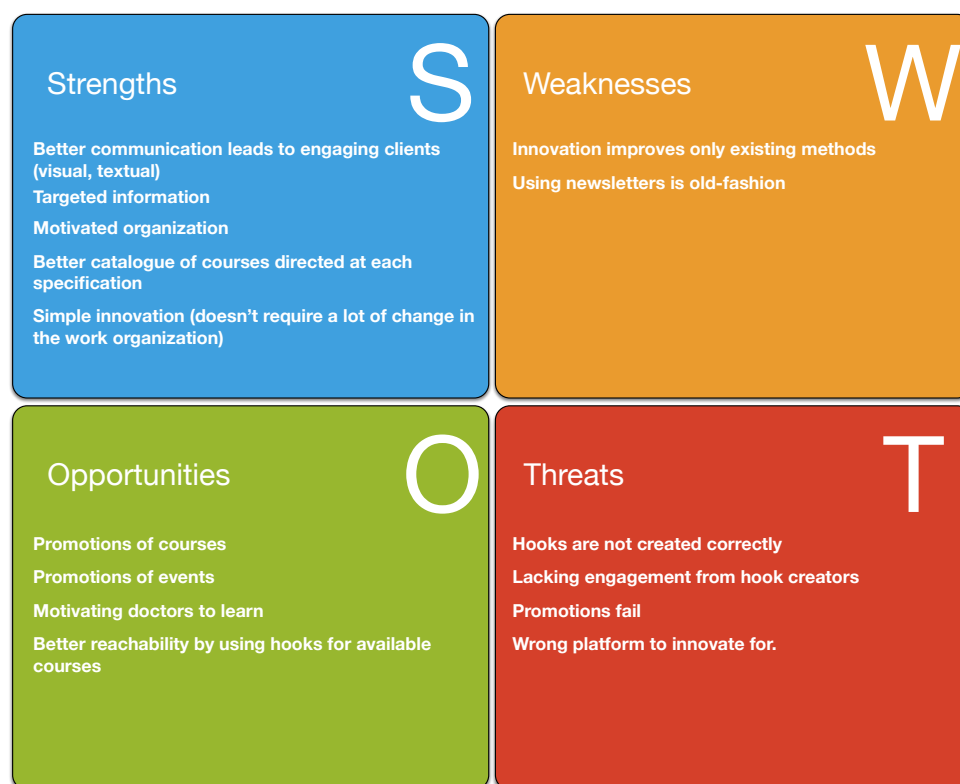 Strengths
S
Better communication leads to engaging clients
(visual, textual)
Targeted information
Motivated organization
Better catalogue of courses directed at each
specification
Simple innovation (doesn't require a lot of change in
the work organization)
Weaknesses
W
Innovation improves only existing methods
Using newsletters is old-fashion
Opportunities
O
Promotions of courses
Promotions of events
Motivating doctors to learn
Better reachability by using hooks for available
courses
Threats
T
Hooks are not created correctly
Lacking engagement from hook creators
Promotions fail
Wrong platform to innovate for.